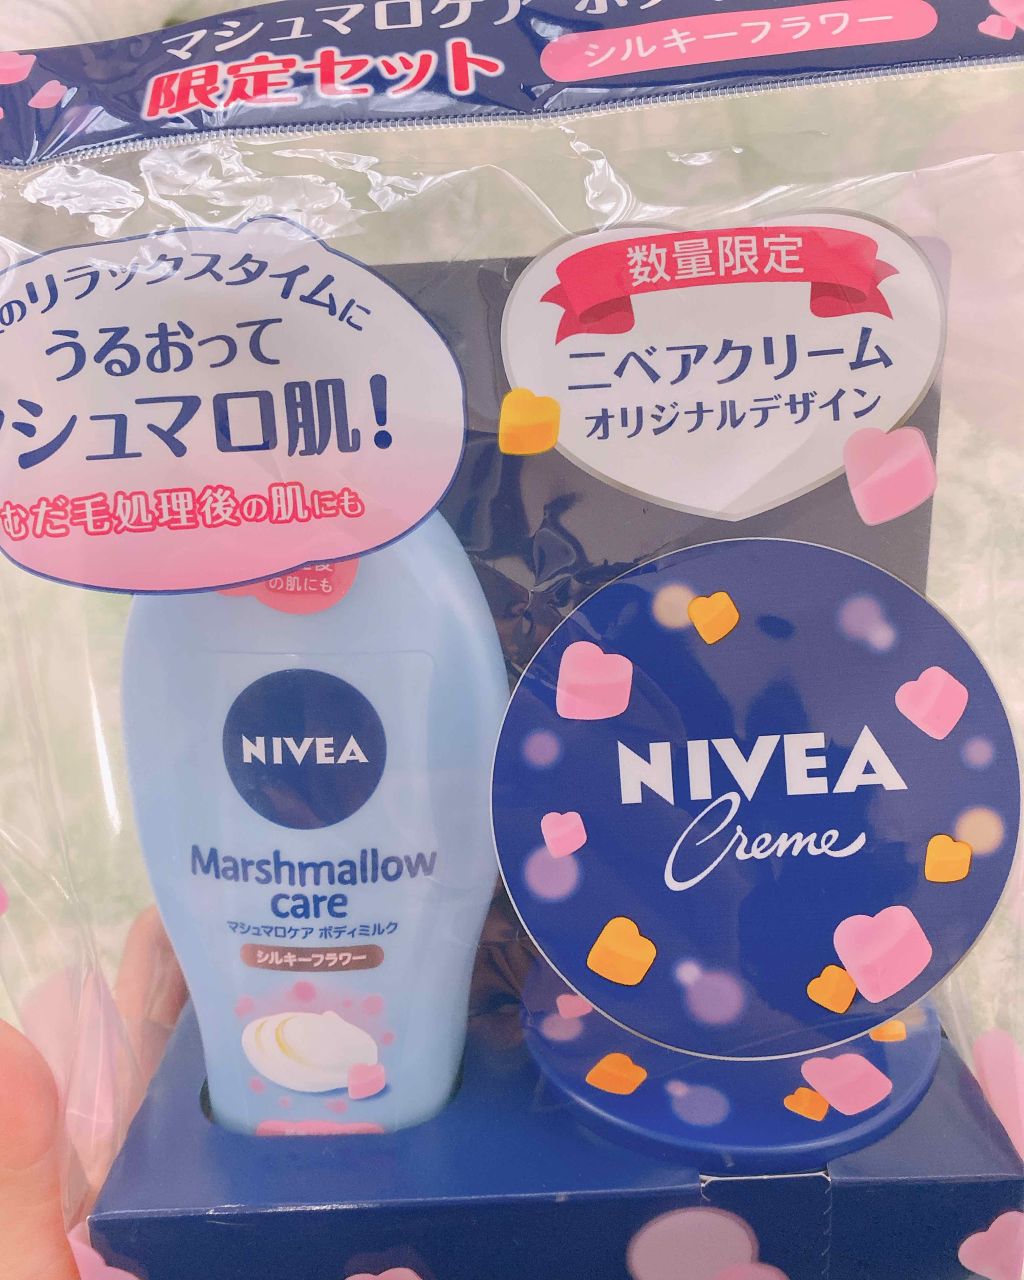 マシュマロケア ボディ
限定セット
シルキーフラワー
のリラックスタイムに
うるおって
シュマロ肌!
むだ毛処理後の肌にも
数量限定
ニベアクリーム
オリジナルデザイン
の肌にも
NIVEA
Marshmallow
care
マシュマロケア ボディミルク
シルキーフラワー
NIVEA
Creme